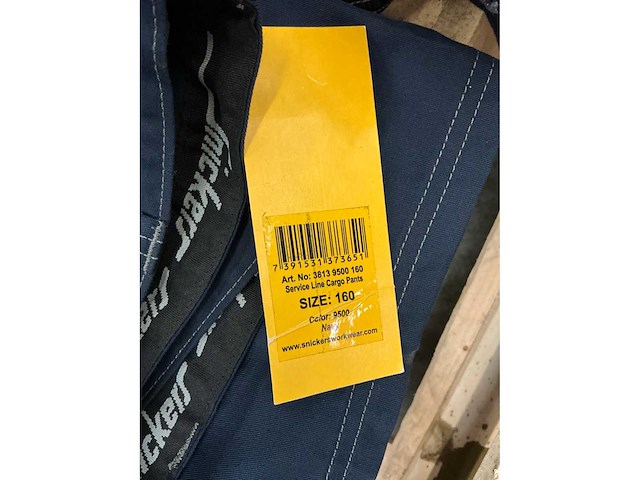 Snickers
Snickers
7 391531 373651
Art. No: 3813 9500 160
Service Line Cargo Pants
SIZE: 160
Color: 9500
Navy
www.snickersworkwear.com